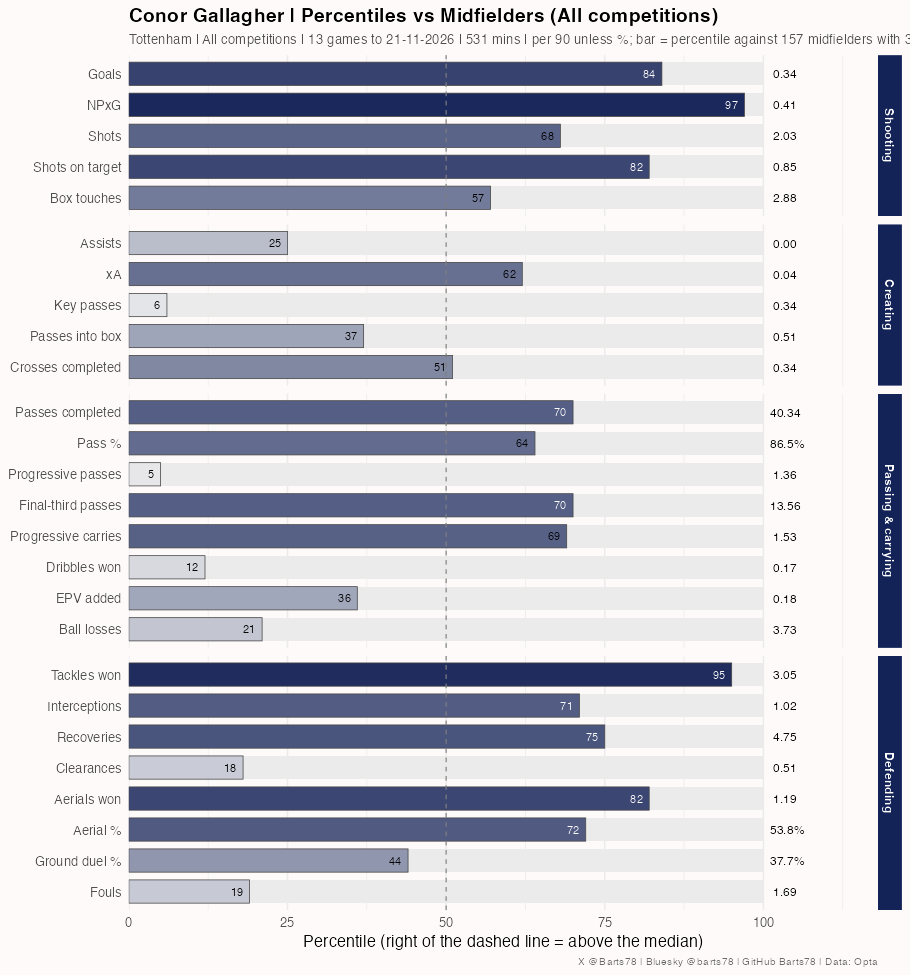 Conor Gallagher | Percentiles vs Midfielders (All competitions)
Tottenham | All competitions | 13 games to 21-11-2026 | 531 mins | per 90 unless %; bar = percentile against 157 midfielders with 3
Goals 84 0.34
NPxG 97 0.41
Shots 68 2.03
Shots on target 82 0.85
Box touches 57 2.88
Shooting
Assists 25 0.00
xA 62 0.04
Key passes 6 0.34
Passes into box 37 0.51
Crosses completed 51 0.34
Creating
Passes completed 70 40.34
Pass % 64 86.5%
Progressive passes 5 1.36
Final-third passes 70 13.56
Progressive carries 69 1.53
Dribbles won 12 0.17
EPV added 36 0.18
Ball losses 21 3.73
Passing & carrying
Tackles won 95 3.05
Interceptions 71 1.02
Recoveries 75 4.75
Clearances 18 0.51
Aerials won 82 1.19
Aerial % 72 53.8%
Ground duel % 44 37.7%
Fouls 19 1.69
Defending
0 25 50 75 100
Percentile (right of the dashed line = above the median)
X @Barts78 | Bluesky @barts78 | GitHub Barts78 | Data: Opta